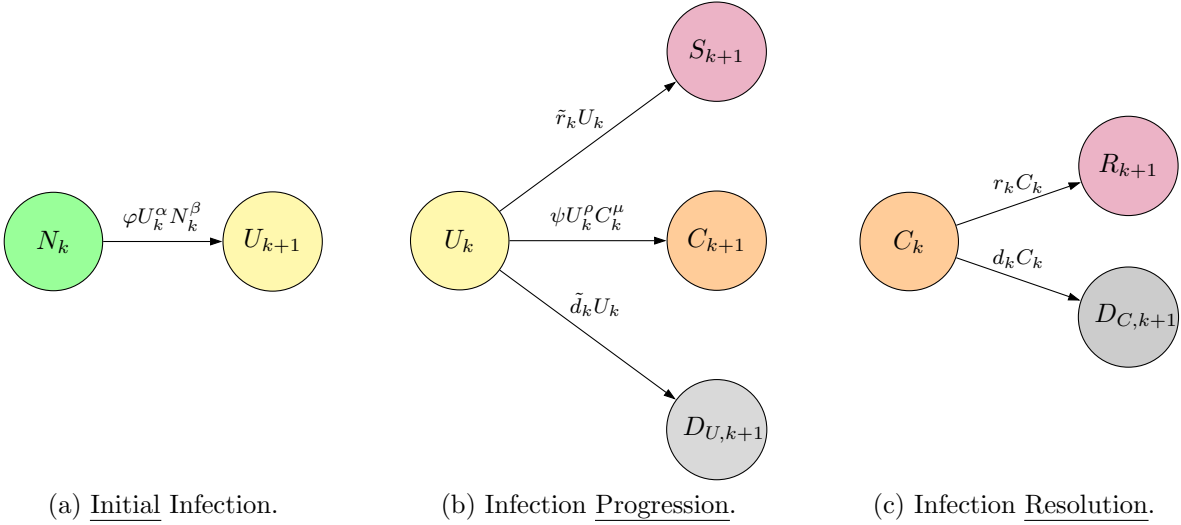 N_k
φU_k^α N_k^β
U_{k+1}
(a) Initial Infection.
U_k
r̃_k U_k
S_{k+1}
ψU_k^ρ C_k^μ
C_{k+1}
d̃_k U_k
D_{U,k+1}
(b) Infection Progression.
C_k
r_k C_k
R_{k+1}
d_k C_k
D_{C,k+1}
(c) Infection Resolution.